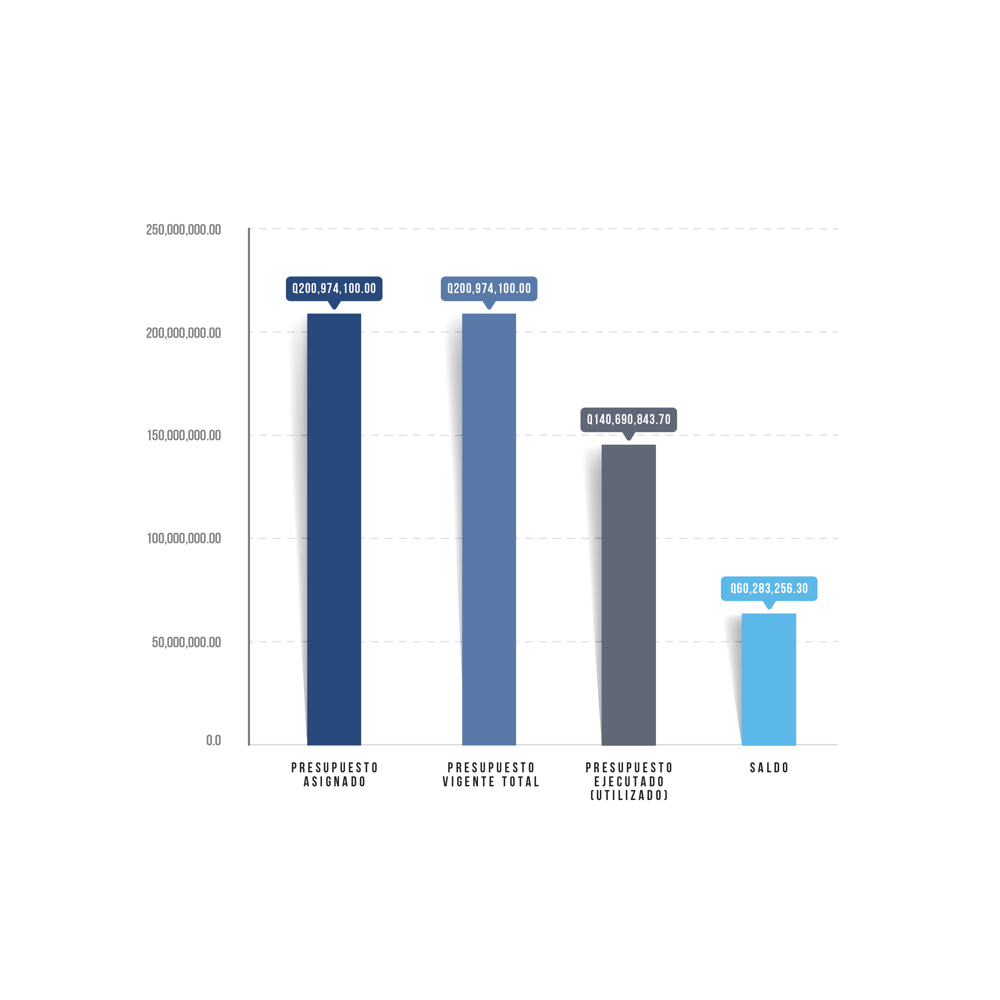 250,000,000.00
Q200,974,100.00
Q200,974,100.00
200,000,000.00
Q140,690,843.70
150,000,000.00
100,000,000.00
Q60,283,256.30
50,000,000.00
0.0
PRESUPUESTO
ASIGNADO
PRESUPUESTO
VIGENTE TOTAL
PRESUPUESTO
EJECUTADO
(UTILIZADO)
SALDO